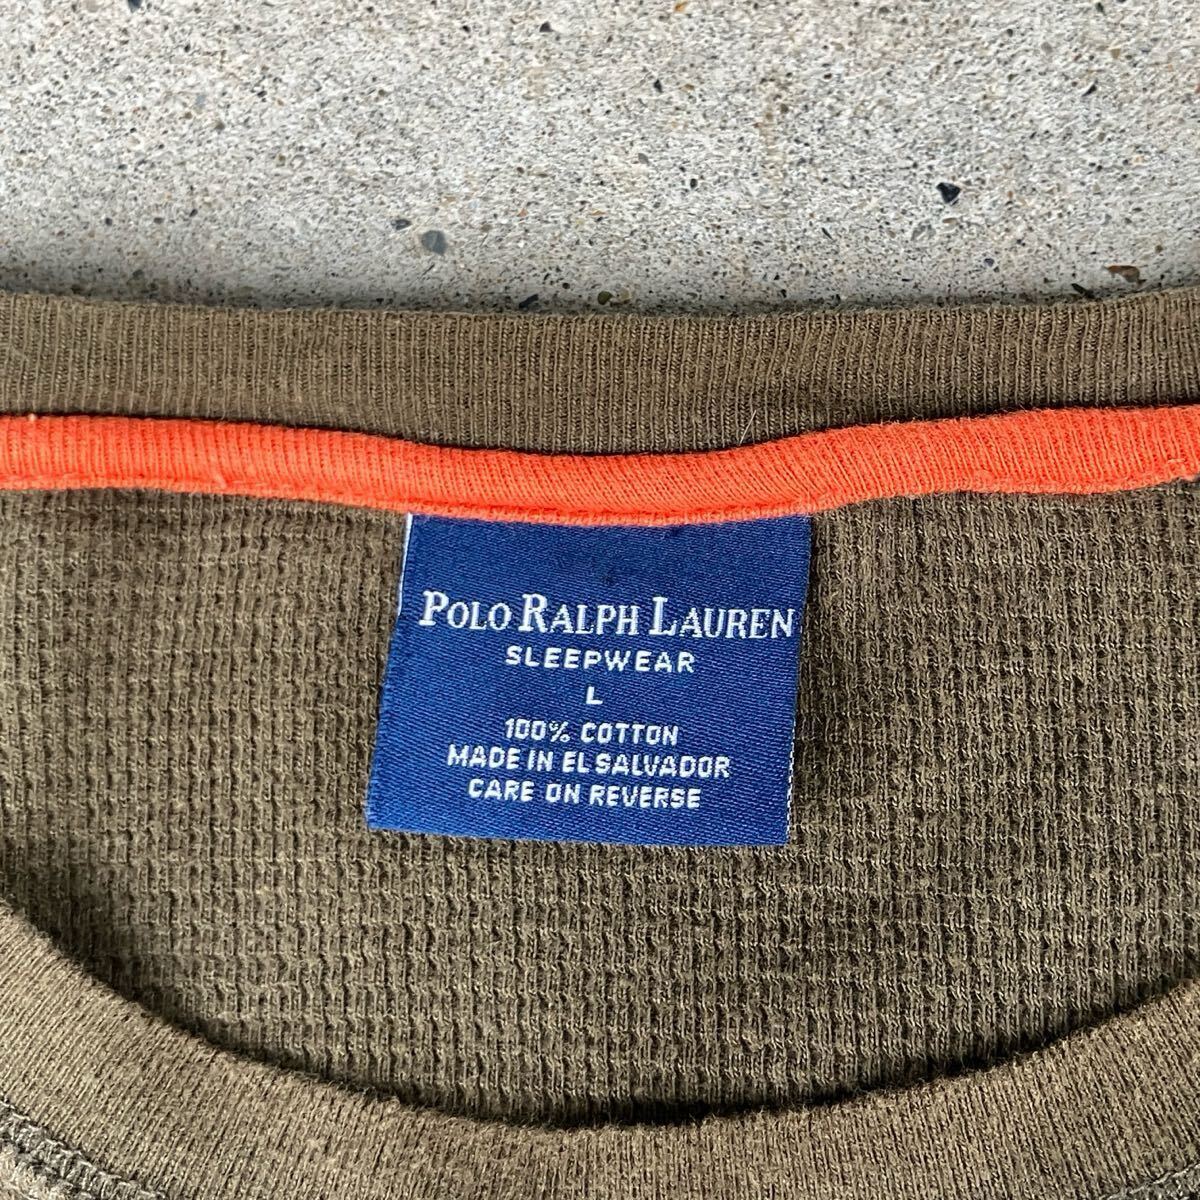 POLO RALPH LAUREN
SLEEPWEAR
L
100% COTTON
MADE IN EL SALVADOR
CARE ON REVERSE